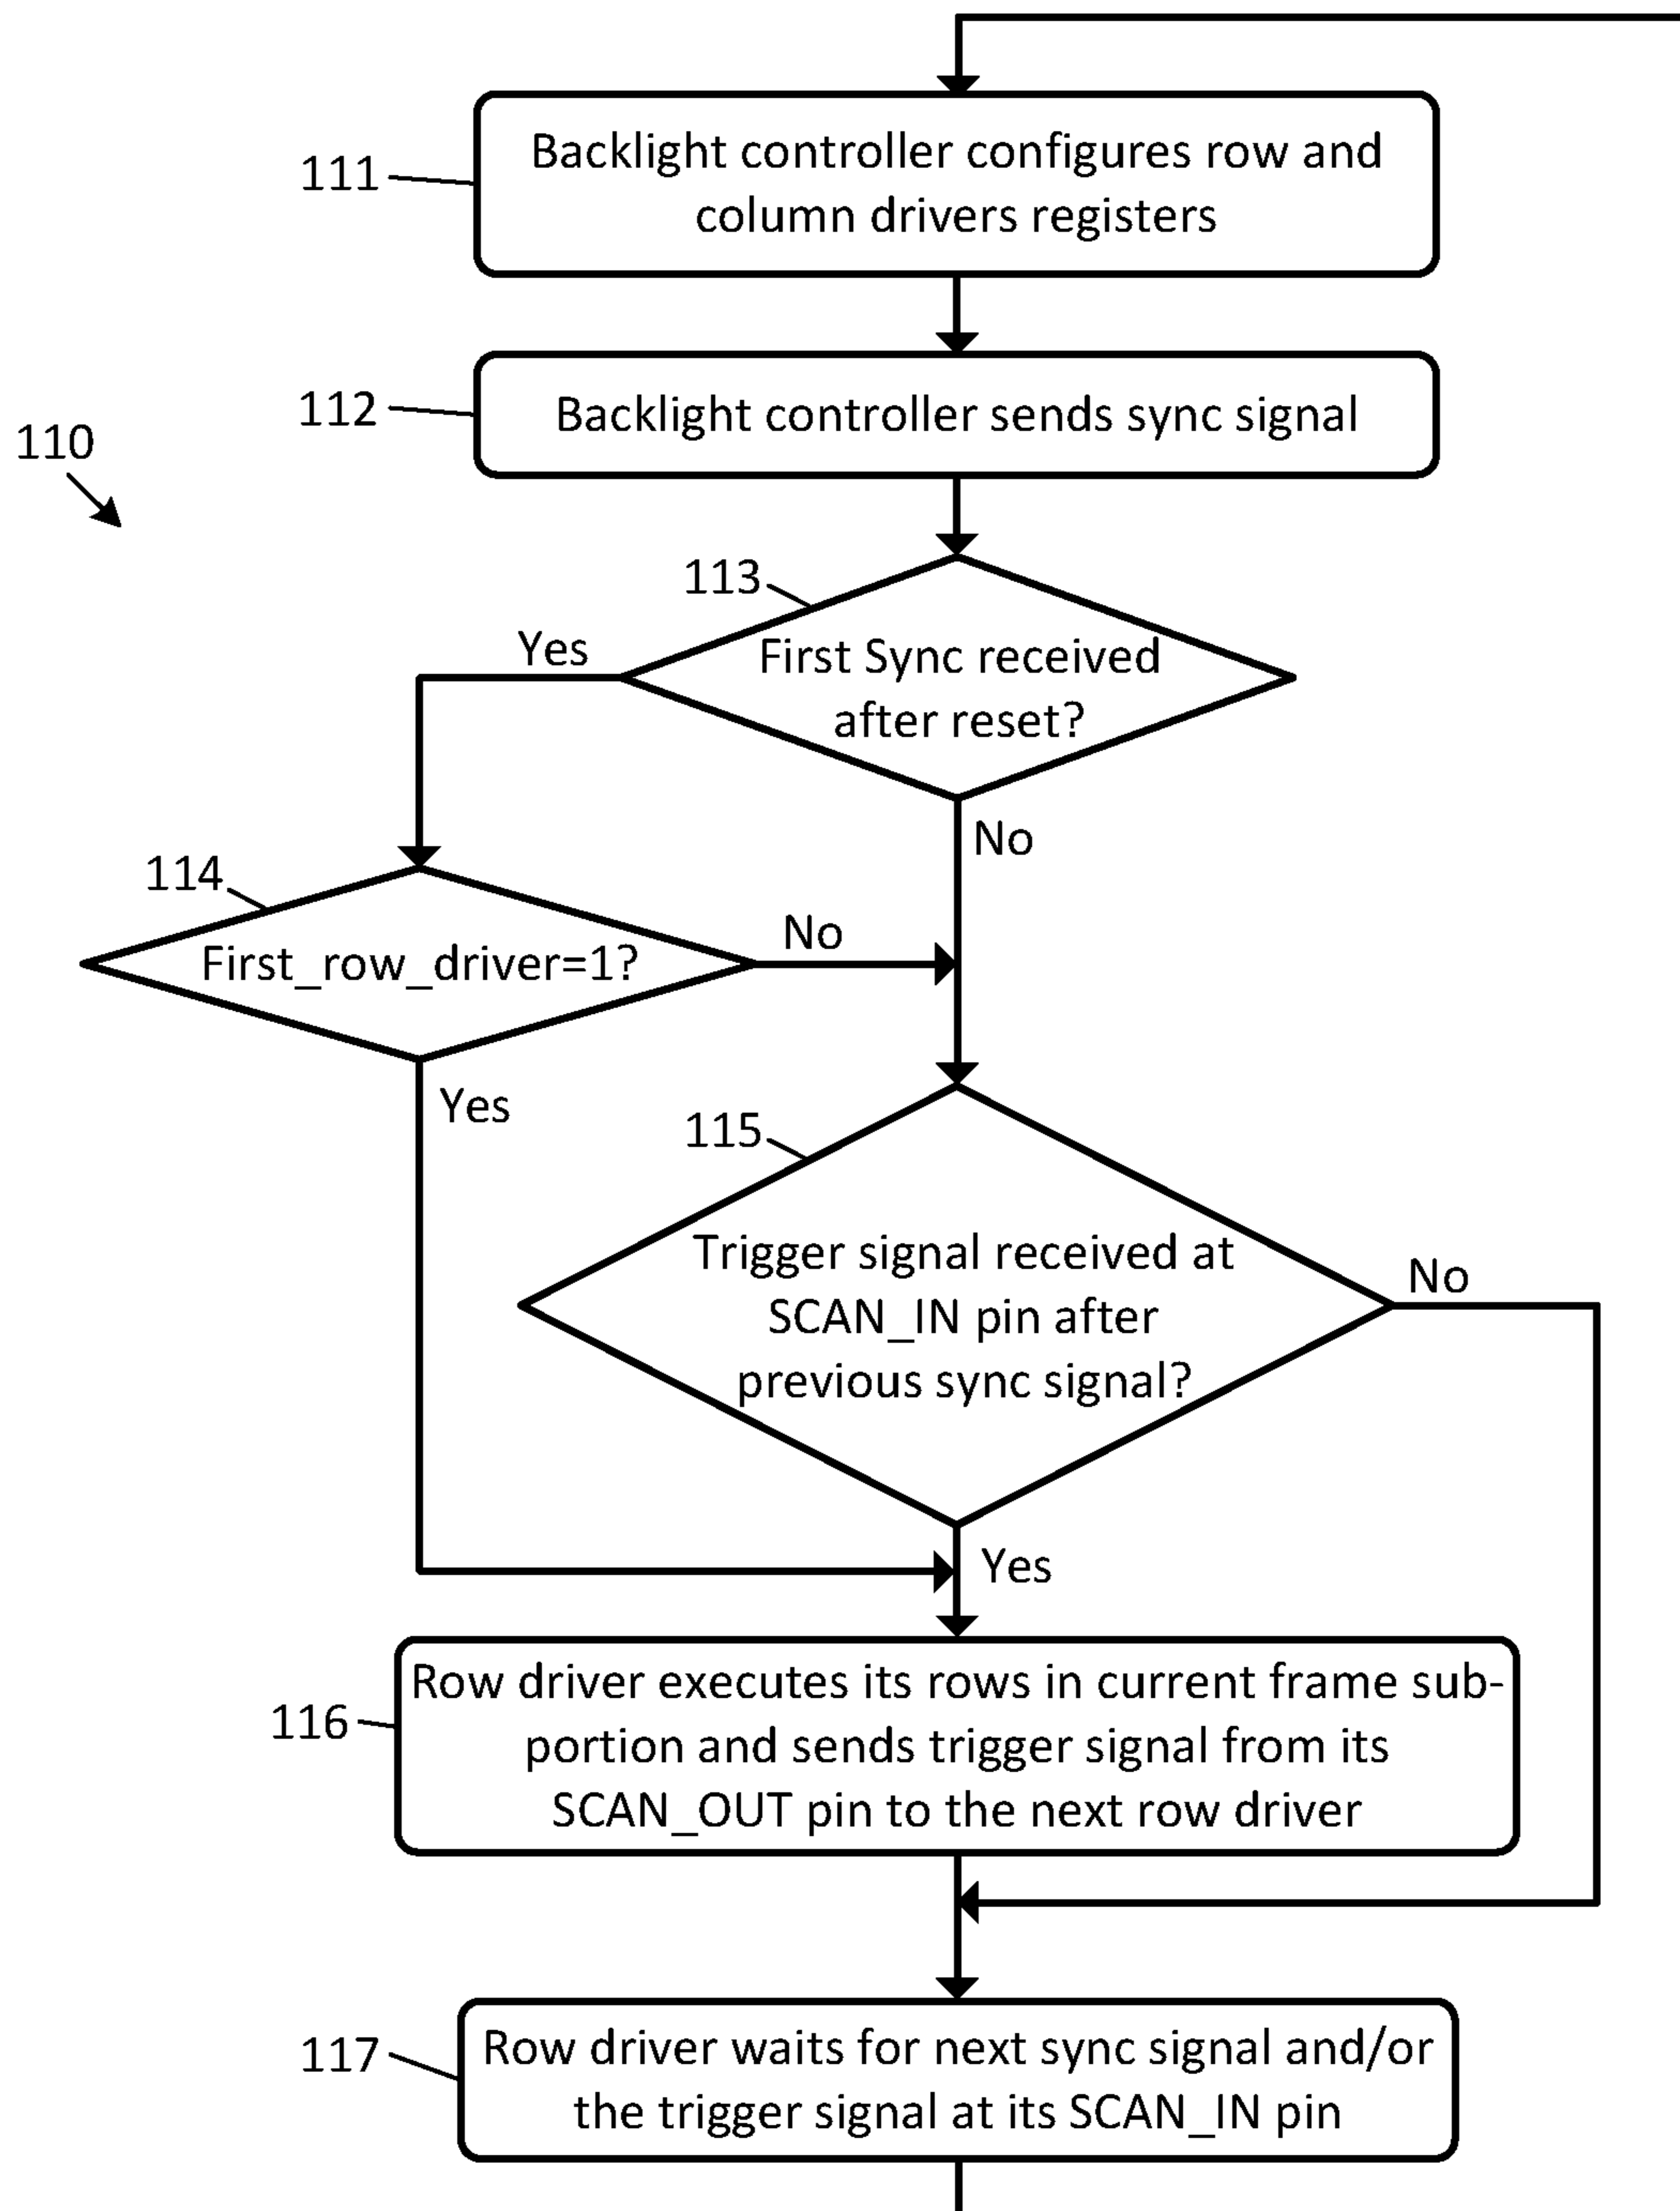 111
Backlight controller configures row and
column drivers registers
112
Backlight controller sends sync signal
110
113
Yes
First Sync received
after reset?
No
114
No
First_row_driver=1?
Yes
115
Trigger signal received at
SCAN_IN pin after
previous sync signal?
No
Yes
116
Row driver executes its rows in current frame sub-
portion and sends trigger signal from its
SCAN_OUT pin to the next row driver
117
Row driver waits for next sync signal and/or
the trigger signal at its SCAN_IN pin